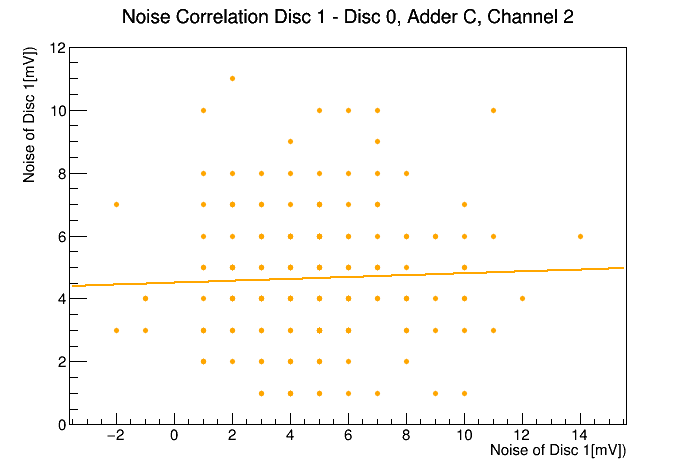 Noise Correlation Disc 1 - Disc 0, Adder C, Channel 2
Noise of Disc 1[mV])
12
10
8
6
4
2
0
−2 0 2 4 6 8 10 12 14
Noise of Disc 1[mV])